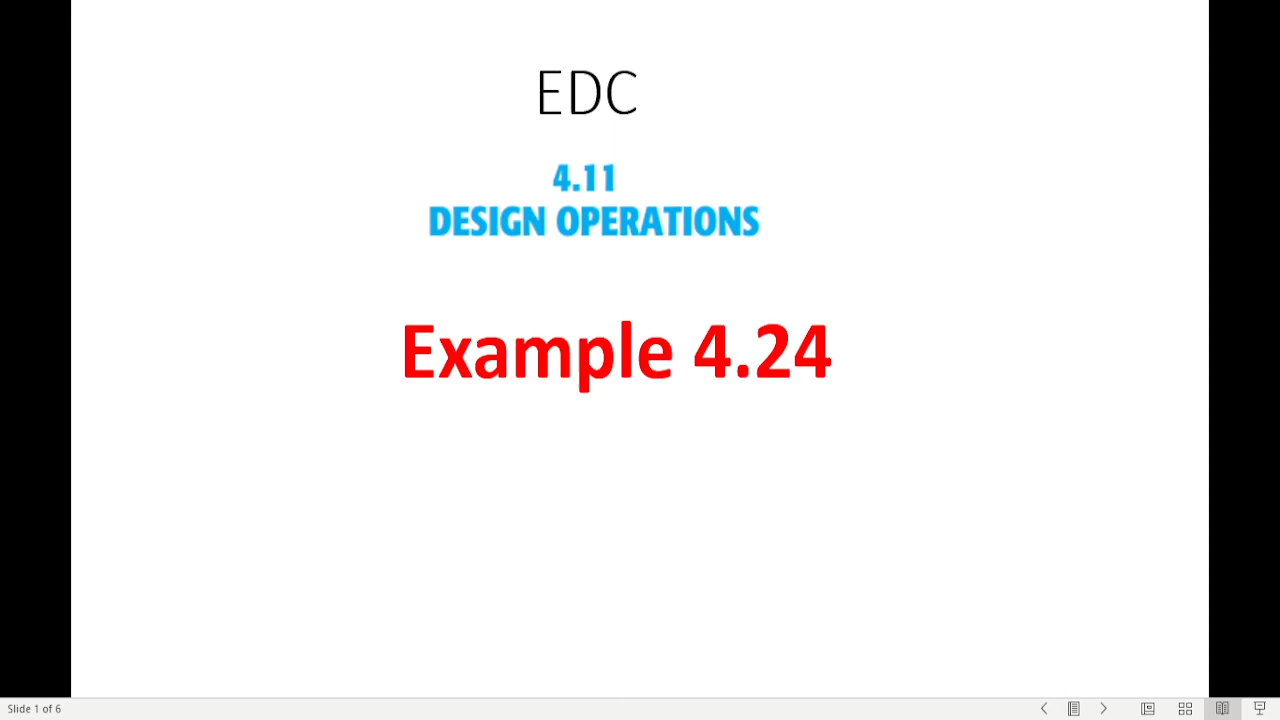 EDC
4.11
DESIGN OPERATIONS
Example 4.24
Slide 1 of 6